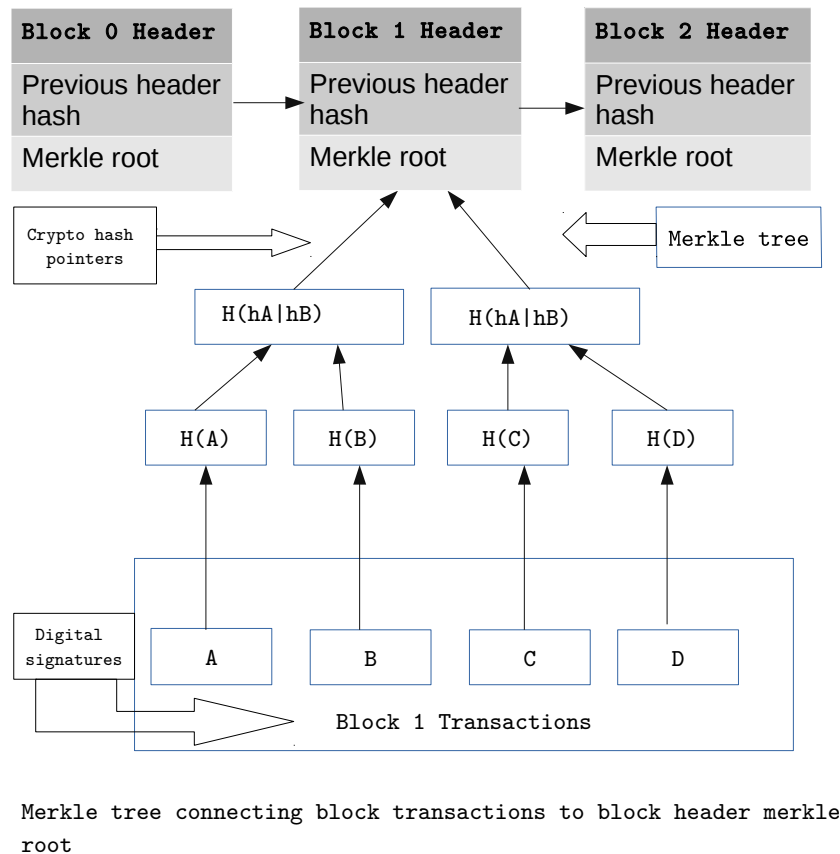 Block 0 Header
Previous header
hash
Merkle root
Block 1 Header
Previous header
hash
Merkle root
Block 2 Header
Previous header
hash
Merkle root
Crypto hash
pointers
Merkle tree
H(hA|hB)
H(hA|hB)
H(A)
H(B)
H(C)
H(D)
Digital
signatures
A
B
C
D
Block 1 Transactions
Merkle tree connecting block transactions to block header merkle
root